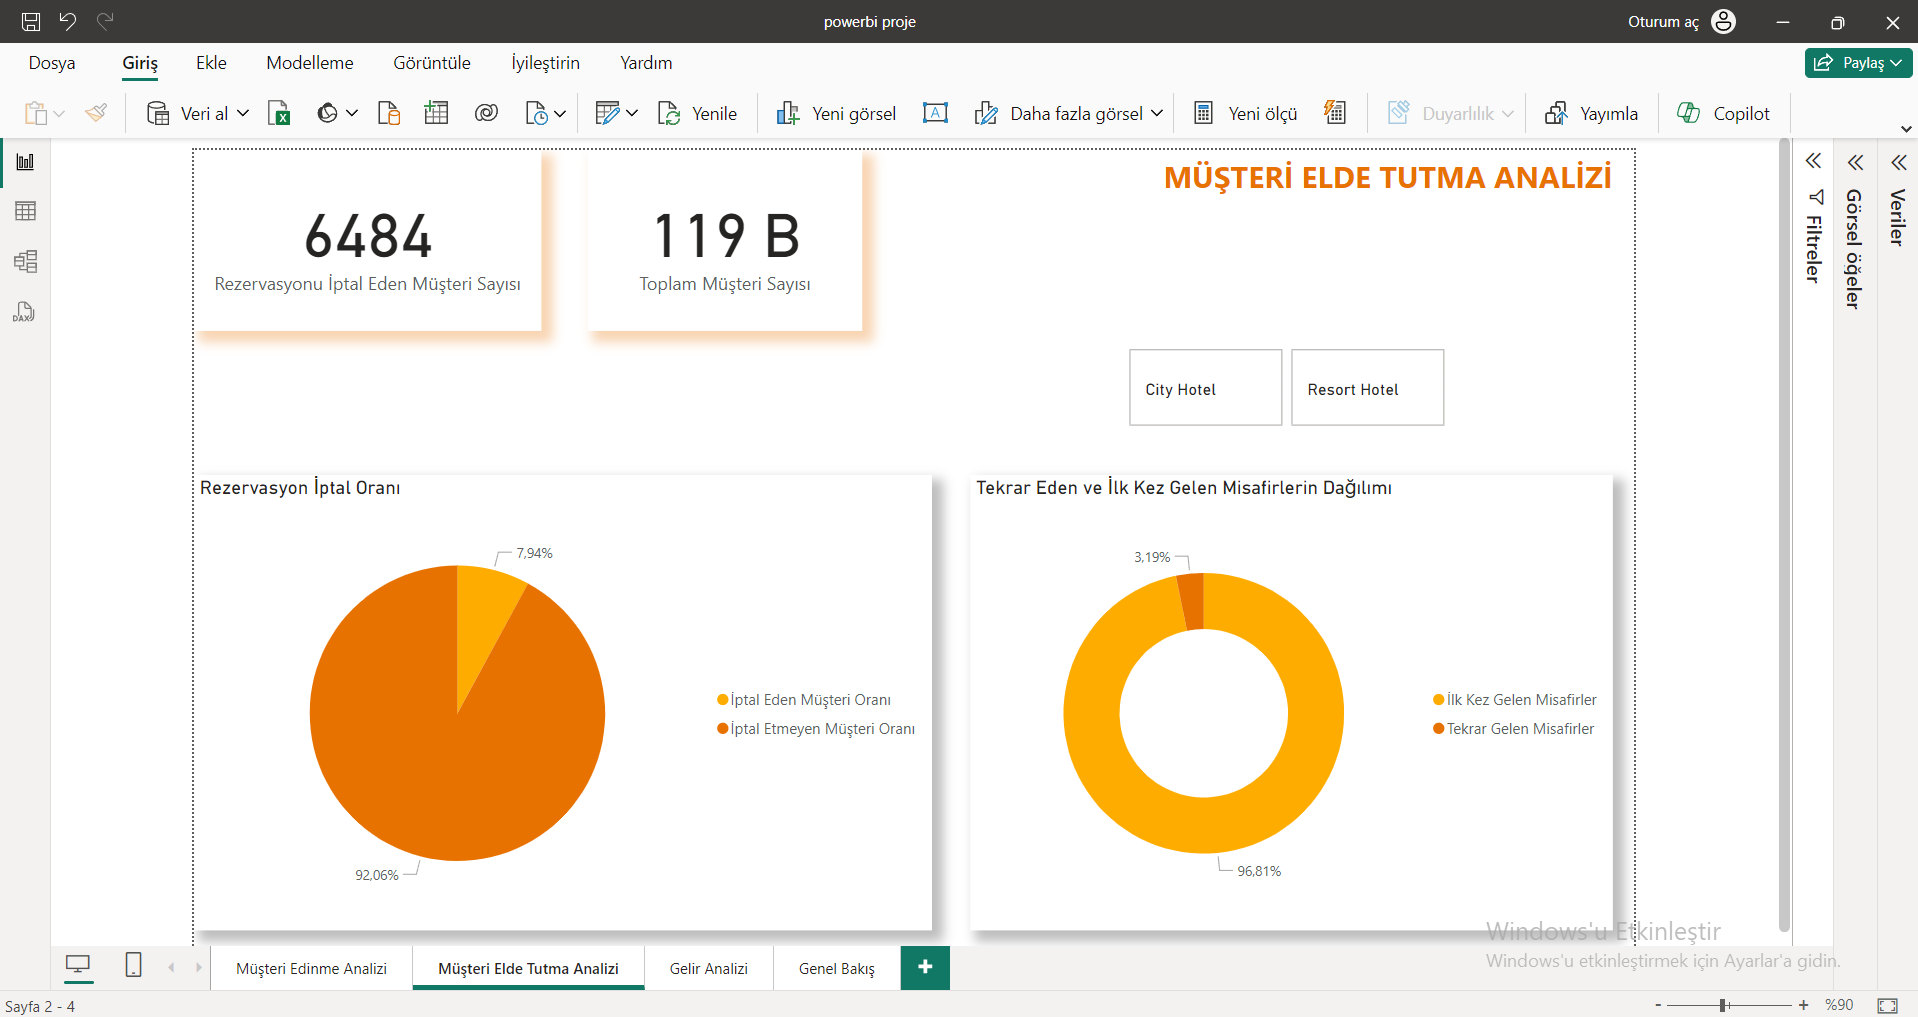 powerbi proje
Oturum aç
Dosya
Giriş
Ekle
Modelleme
Görüntüle
İyileştirin
Yardım
Paylaş
Veri al
Yenile
Yeni görsel
Daha fazla görsel
Yeni ölçü
Duyarlılık
Yayımla
Copilot
DAX
MÜŞTERİ ELDE TUTMA ANALİZİ
6484
Rezervasyonu İptal Eden Müşteri Sayısı
119 B
Toplam Müşteri Sayısı
City Hotel
Resort Hotel
Filtreler
Görsel öğeler
Veriler
Rezervasyon İptal Oranı
7,94%
92,06%
İptal Eden Müşteri Oranı
İptal Etmeyen Müşteri Oranı
Tekrar Eden ve İlk Kez Gelen Misafirlerin Dağılımı
3,19%
96,81%
İlk Kez Gelen Misafirler
Tekrar Gelen Misafirler
Windows'u Etkinleştir
Windows'u etkinleştirmek için Ayarlar'a gidin.
Müşteri Edinme Analizi
Müşteri Elde Tutma Analizi
Gelir Analizi
Genel Bakış
Sayfa 2 - 4
%90